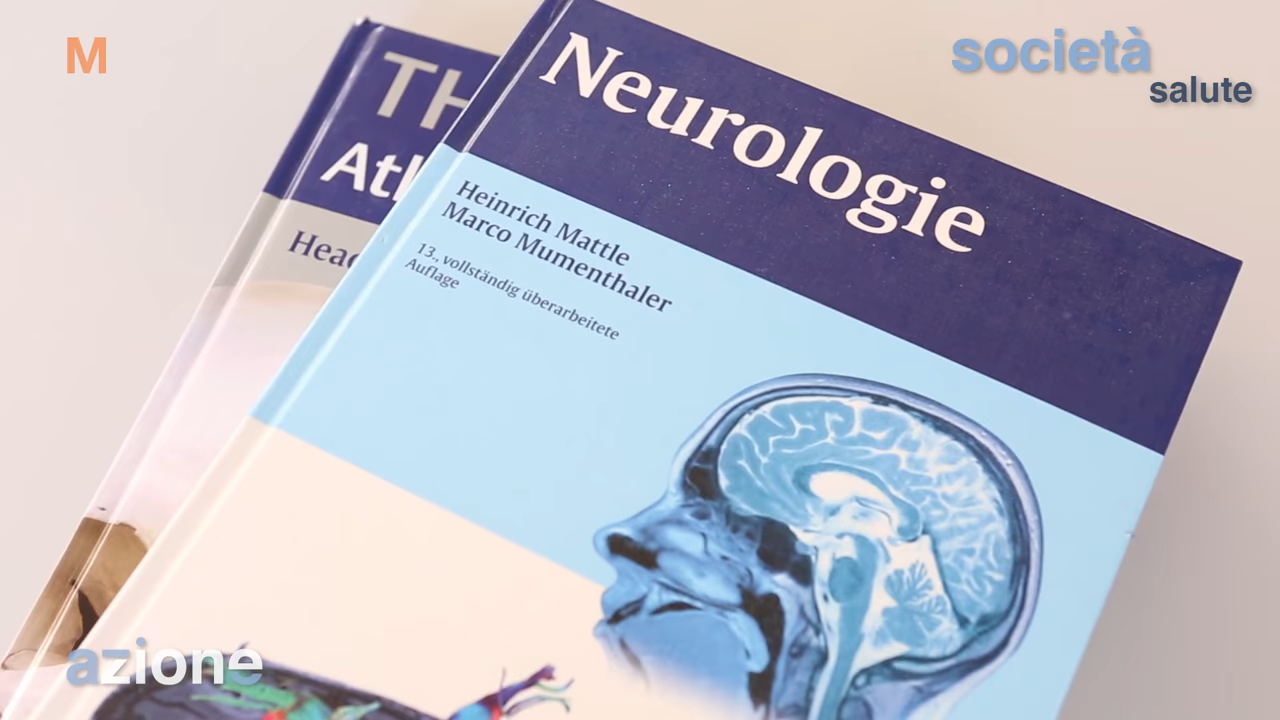 M
società
salute
Neurologie
Heinrich Mattle
Marco Mumenthaler
13., vollständig überarbeitete
Auflage
azione